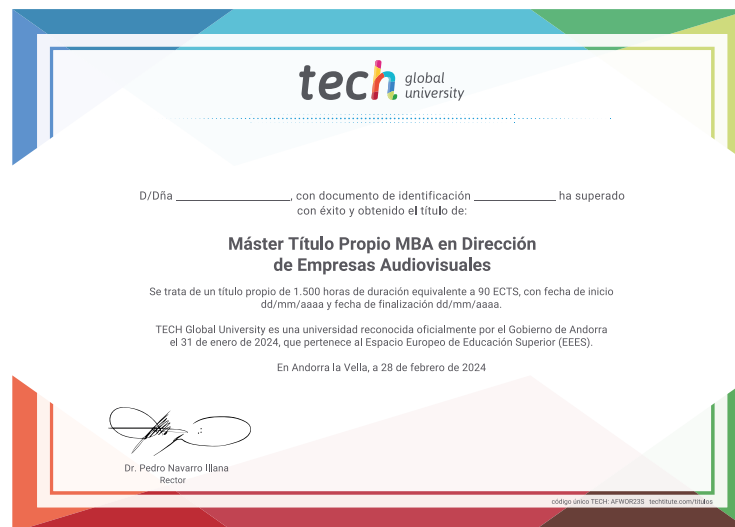 tech global university
D/Dña ____________, con documento de identificación ____________ ha superado
con éxito y obtenido el título de:
Máster Título Propio MBA en Dirección
de Empresas Audiovisuales
Se trata de un título propio de 1.500 horas de duración equivalente a 90 ECTS, con fecha de inicio
dd/mm/aaaa y fecha de finalización dd/mm/aaaa.
TECH Global University es una universidad reconocida oficialmente por el Gobierno de Andorra
el 31 de enero de 2024, que pertenece al Espacio Europeo de Educación Superior (EEES).
En Andorra la Vella, a 28 de febrero de 2024
Dr. Pedro Navarro Illana
Rector
código único TECH: AFWOR23S techtitute.com/titulos